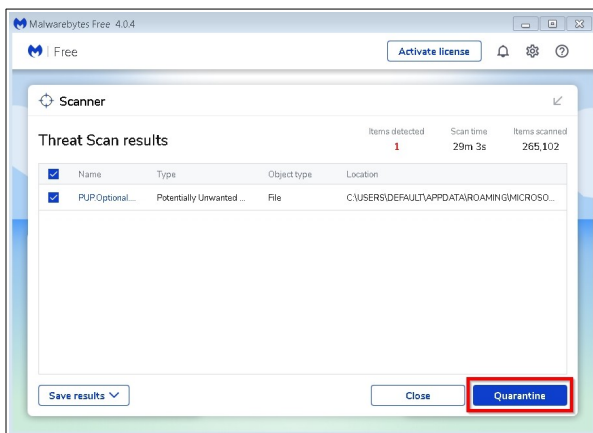 Malwarebytes Free 4.0.4
Free
Activate license
Scanner
Threat Scan results
Items detected Scan time Items scanned
1 29m 3s 265,102
Name Type Object type Location
PUP.Optional.... Potentially Unwanted ... File C:\USERS\DEFAULT\APPDATA\ROAMING\MICROSO...
Save results Close Quarantine